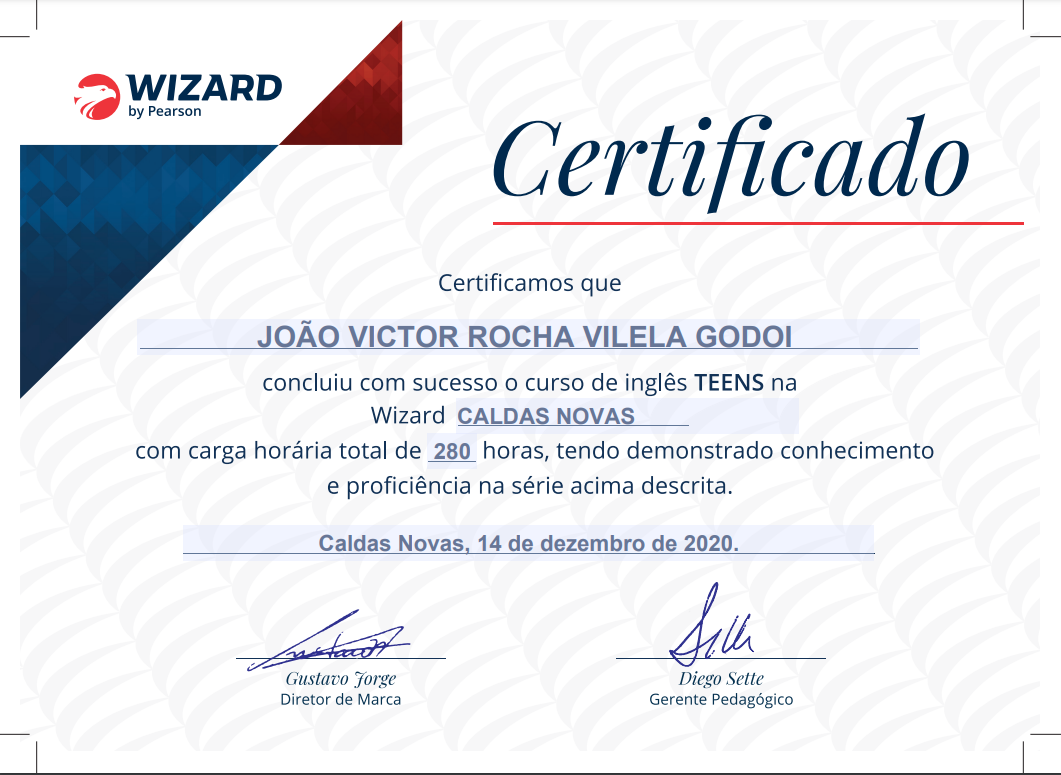 WIZARD
by Pearson
Certificado
Certificamos que
JOÃO VICTOR ROCHA VILELA GODOI
concluiu com sucesso o curso de inglês TEENS na
Wizard CALDAS NOVAS
com carga horária total de 280 horas, tendo demonstrado conhecimento
e proficiência na série acima descrita.
Caldas Novas, 14 de dezembro de 2020.
Gustavo Jorge
Diretor de Marca
Diego Sette
Gerente Pedagógico